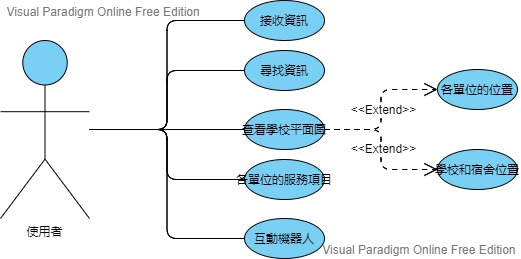 Visual Paradigm Online Free Edition
接收資訊
尋找資訊
查看學校平面圖
各單位的服務項目
互動機器人
使用者
<<Extend>>
<<Extend>>
各單位的位置
學校和宿舍位置
Visual Paradigm Online Free Edition